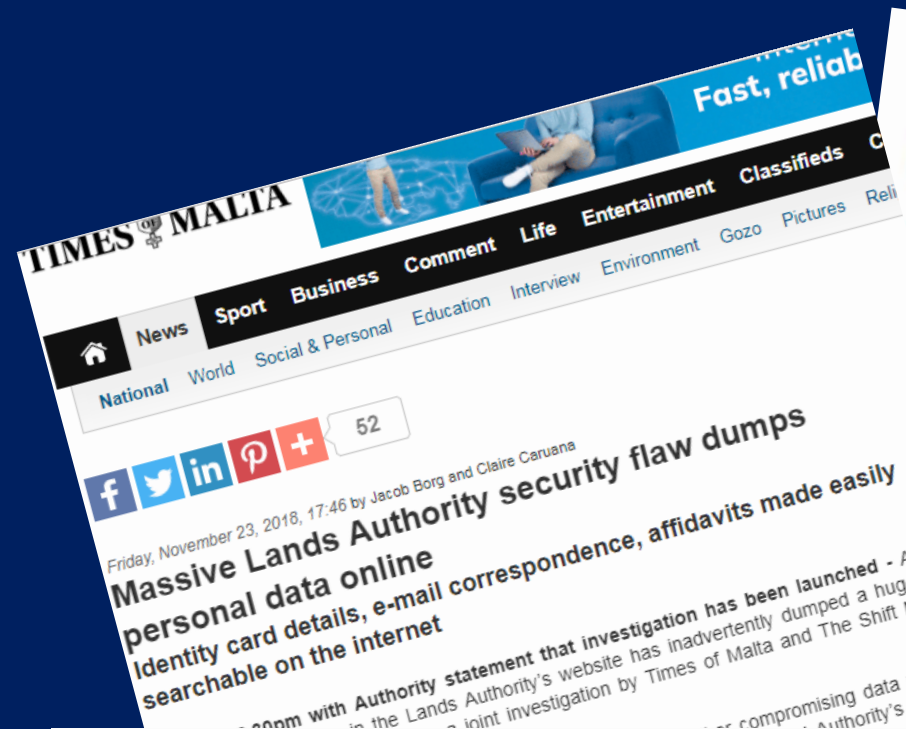 Fast, reliab
TIMES OF MALTA
News Sport Business Comment Life Entertainment Classifieds C
National World Social & Personal Education Interview Environment Gozo Pictures Reli
52
Friday, November 23, 2018, 17:46 by Jacob Borg and Claire Caruana
Massive Lands Authority security flaw dumps
personal data online
Identity card details, e-mail correspondence, affidavits made easily
searchable on the internet
30pm with Authority statement that investigation has been launched - A
in the Lands Authority's website has inadvertently dumped a hug
joint investigation by Times of Malta and The Shift
compromising data
Authority's